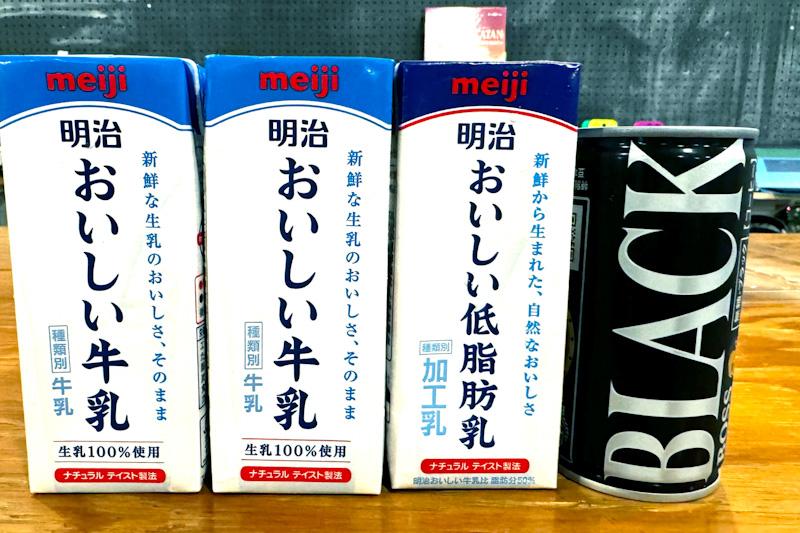 meiji
明治
おいしい牛乳
新鮮な生乳のおいしさ、そのまま
種類別
牛乳
生乳100%使用
ナチュラル テイスト製法
meiji
明治
おいしい牛乳
新鮮な生乳のおいしさ、そのまま
種類別
牛乳
生乳100%使用
ナチュラル テイスト製法
meiji
明治
おいしい低脂肪乳
新鮮から生まれた、自然なおいしさ
種類別
加工乳
ナチュラル テイスト製法
明治おいしい牛乳比 脂肪分50%
BLACK
BOSS
CATAN